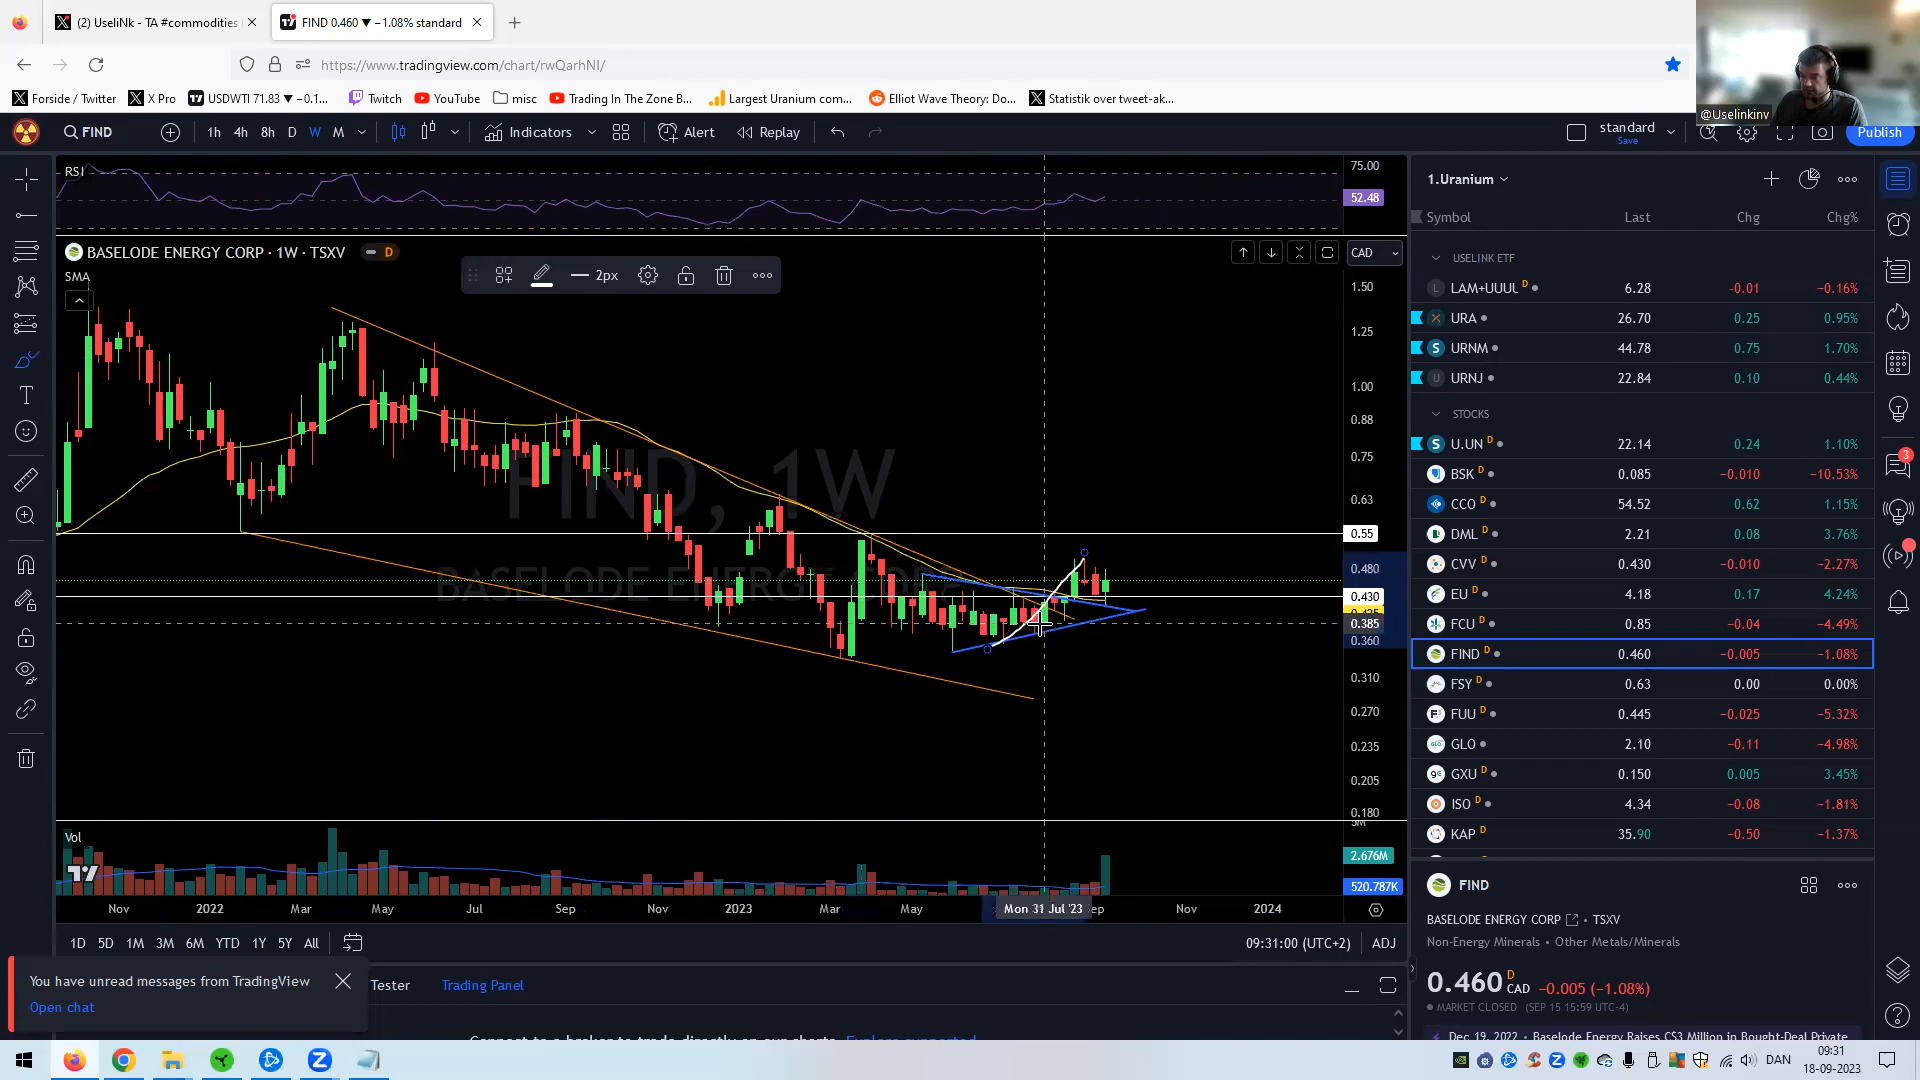 (2) UseliNk - TA #commodities
FIND 0.460 ▼ −1.08% standard
https://www.tradingview.com/chart/rwQarhNI/
Forside / Twitter
X Pro
USDWTI 71.83 ▼ −0.1...
Twitch
YouTube
misc
Trading In The Zone B...
Largest Uranium com...
Elliot Wave Theory: Do...
Statistik over tweet-ak...
@Uselinkinv
FIND
1h 4h 8h D W M
Indicators
Alert
Replay
standard
Save
Publish
RSI
75.00
52.48
BASELODE ENERGY CORP · 1W · TSXV
D
CAD
SMA
2px
FIND, 1W
BASELODE ENERGY CORP
1.50
1.25
1.00
0.88
0.75
0.63
0.55
0.480
0.430
0.385
0.360
0.310
0.270
0.235
0.205
0.180
Vol
2.676M
520.787K
Nov 2022 Mar May Jul Sep Nov 2023 Mar May Mon 31 Jul '23 ep Nov 2024
1D 5D 1M 3M 6M YTD 1Y 5Y All
09:31:00 (UTC+2)
ADJ
You have unread messages from TradingView
Open chat
Tester
Trading Panel
1.Uranium
Symbol Last Chg Chg%
USELINK ETF
LAM+UUUU D 6.28 -0.01 −0.16%
URA 26.70 0.25 0.95%
URNM 44.78 0.75 1.70%
URNJ 22.84 0.10 0.44%
STOCKS
U.UN D 22.14 0.24 1.10%
BSK D 0.085 −0.010 −10.53%
CCO D 54.52 0.62 1.15%
DML D 2.21 0.08 3.76%
CVV D 0.430 −0.010 −2.27%
EU D 4.18 0.17 4.24%
FCU D 0.85 −0.04 −4.49%
FIND D 0.460 −0.005 −1.08%
FSY D 0.63 0.00 0.00%
FUU D 0.445 −0.025 −5.32%
GLO 2.10 −0.11 −4.98%
GXU D 0.150 0.005 3.45%
ISO D 4.34 −0.08 −1.81%
KAP D 35.90 −0.50 −1.37%
3
FIND
BASELODE ENERGY CORP • TSXV
Non-Energy Minerals • Other Metals/Minerals
0.460 D CAD −0.005 (−1.08%)
MARKET CLOSED (SEP 15 15:59 UTC-4)
Dec 19, 2022 • Baselode Energy Raises C$3 Million in Bought-Deal Private
DAN
09:31
18-09-2023